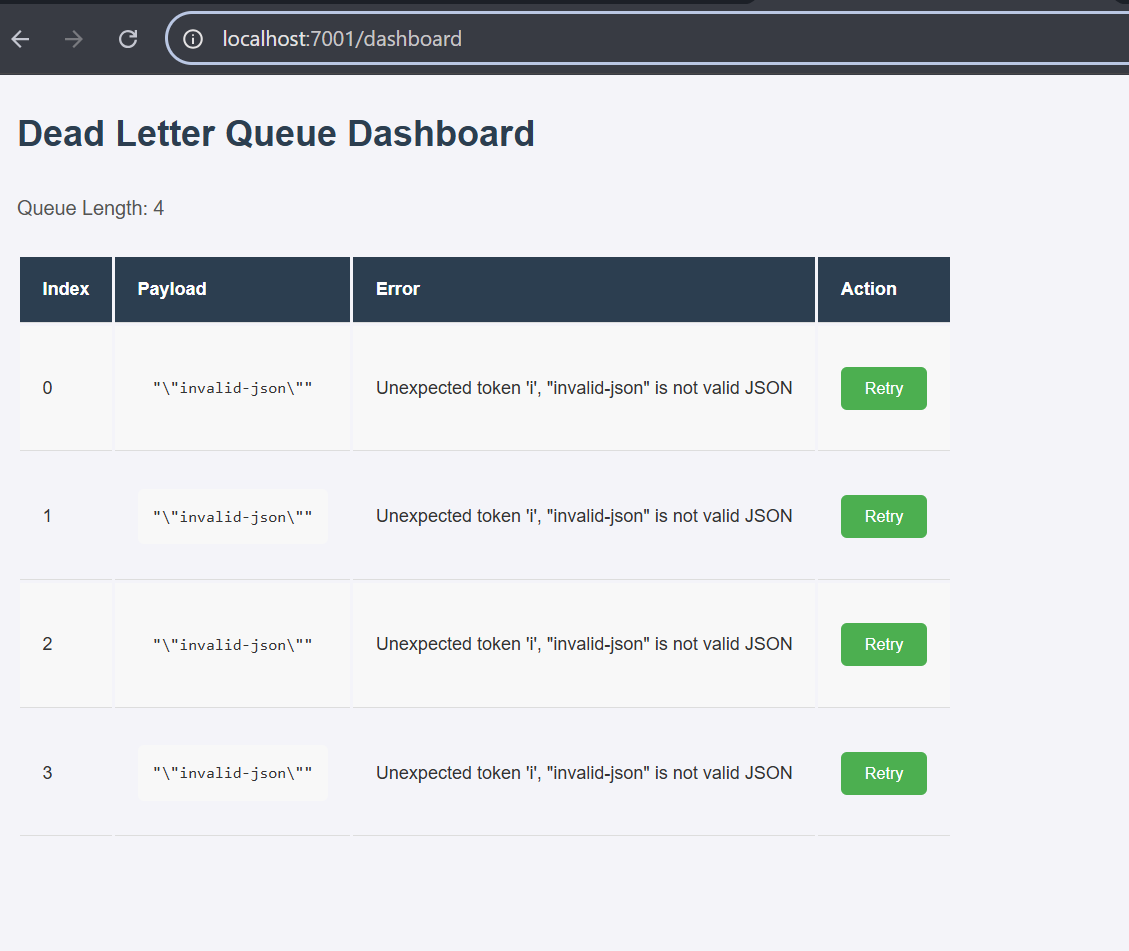 localhost:7001/dashboard
Dead Letter Queue Dashboard
Queue Length: 4
Index Payload Error Action
0 "\"invalid-json\"" Unexpected token 'i', "invalid-json" is not valid JSON Retry
1 "\"invalid-json\"" Unexpected token 'i', "invalid-json" is not valid JSON Retry
2 "\"invalid-json\"" Unexpected token 'i', "invalid-json" is not valid JSON Retry
3 "\"invalid-json\"" Unexpected token 'i', "invalid-json" is not valid JSON Retry